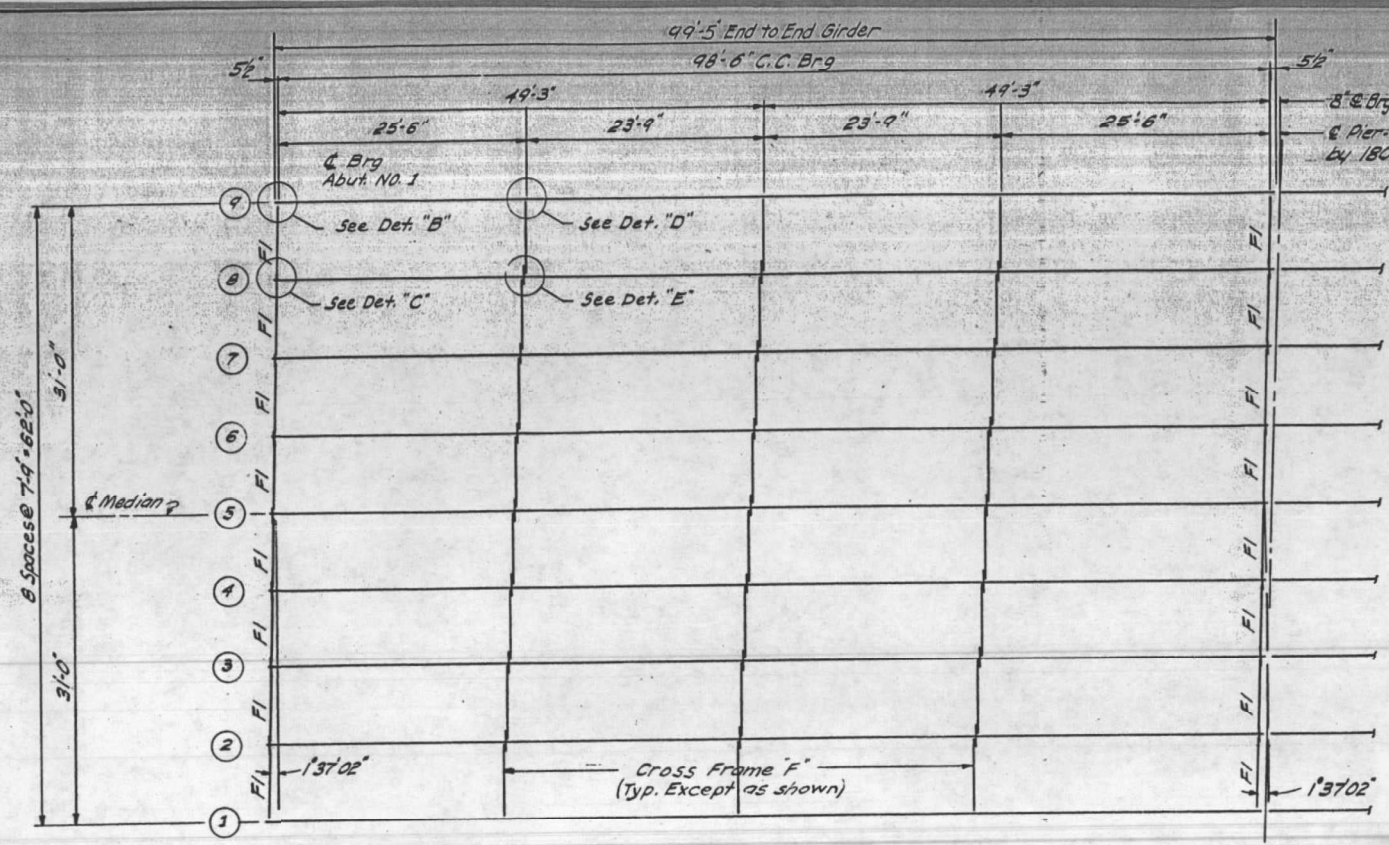 99'-5" End to End Girder
98'-6" C.C. Brg
5½"
5½"
49'-3"
49'-3"
8" ℄ Brg
25'-6"
23'-9"
23'-9"
25'-6"
℄ Pier-
by 180
℄ Brg
Abut. NO. 1
9
See Det. "B"
See Det. "D"
F1
F1
8
See Det. "C"
See Det. "E"
F1
F1
7
31'-0"
F1
F1
6
8 Spaces @ 7'-9" = 62'-0"
F1
F1
℄ Median
5
F1
F1
4
F1
F1
3
31'-0"
F1
F1
2
1°37'02"
Cross Frame "F"
(Typ. Except as shown)
F1
F1
1°37'02"
1